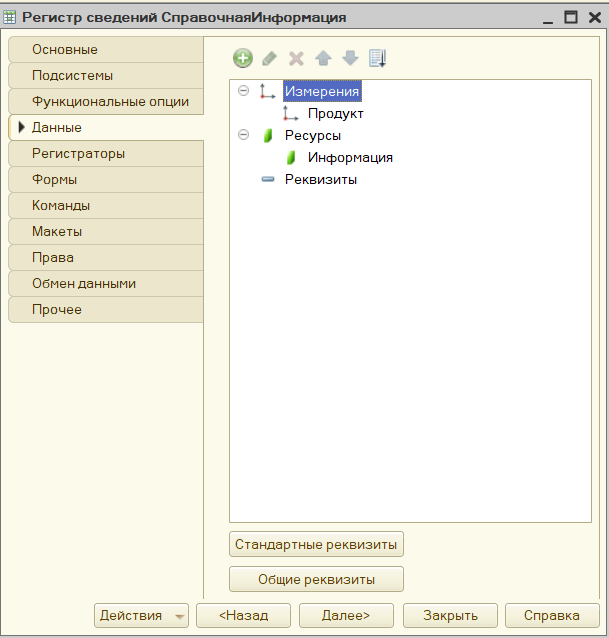 Регистр сведений СправочнаяИнформация
Основные
Подсистемы
Функциональные опции
Данные
Регистраторы
Формы
Команды
Макеты
Права
Обмен данными
Прочее
Измерения
Продукт
Ресурсы
Информация
Реквизиты
Стандартные реквизиты
Общие реквизиты
Действия
<Назад
Далее>
Закрыть
Справка